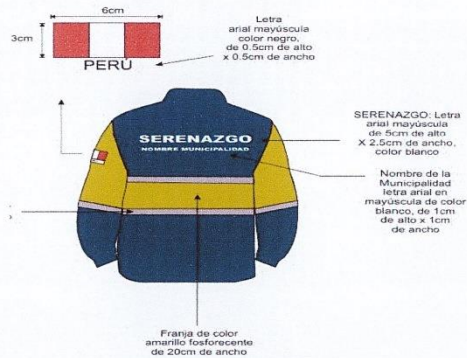 6cm
3cm
PERÚ
Letra
arial mayúscula
color negro,
de 0.5cm de alto
x 0.5cm de ancho
SERENAZGO
NOMBRE MUNICIPALIDAD
SERENAZGO: Letra
arial mayúscula
de 5cm de alto
X 2.5cm de ancho,
color blanco
Nombre de la
Municipalidad
letra arial en
mayúscula de color
blanco, de 1cm
de alto x 1cm
de ancho
Franja de color
amarillo fosforecente
de 20cm de ancho